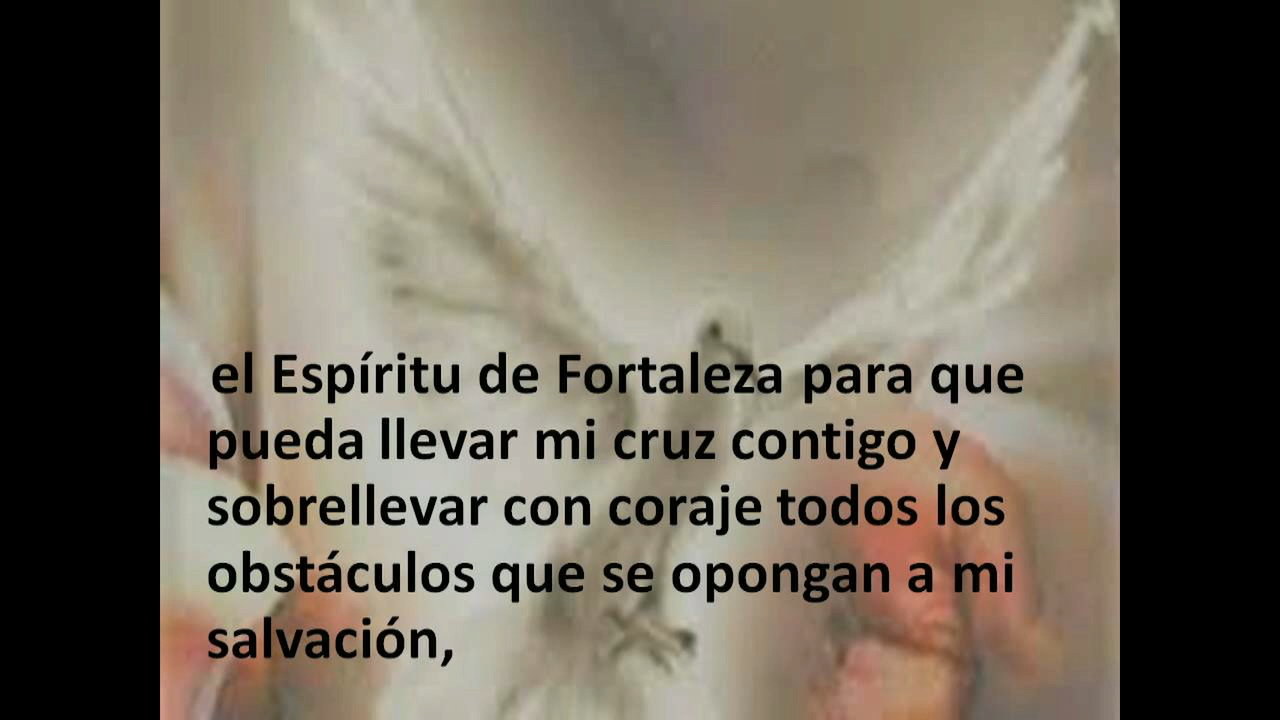 el Espíritu de Fortaleza para que
pueda llevar mi cruz contigo y
sobrellevar con coraje todos los
obstáculos que se opongan a mi
salvación,